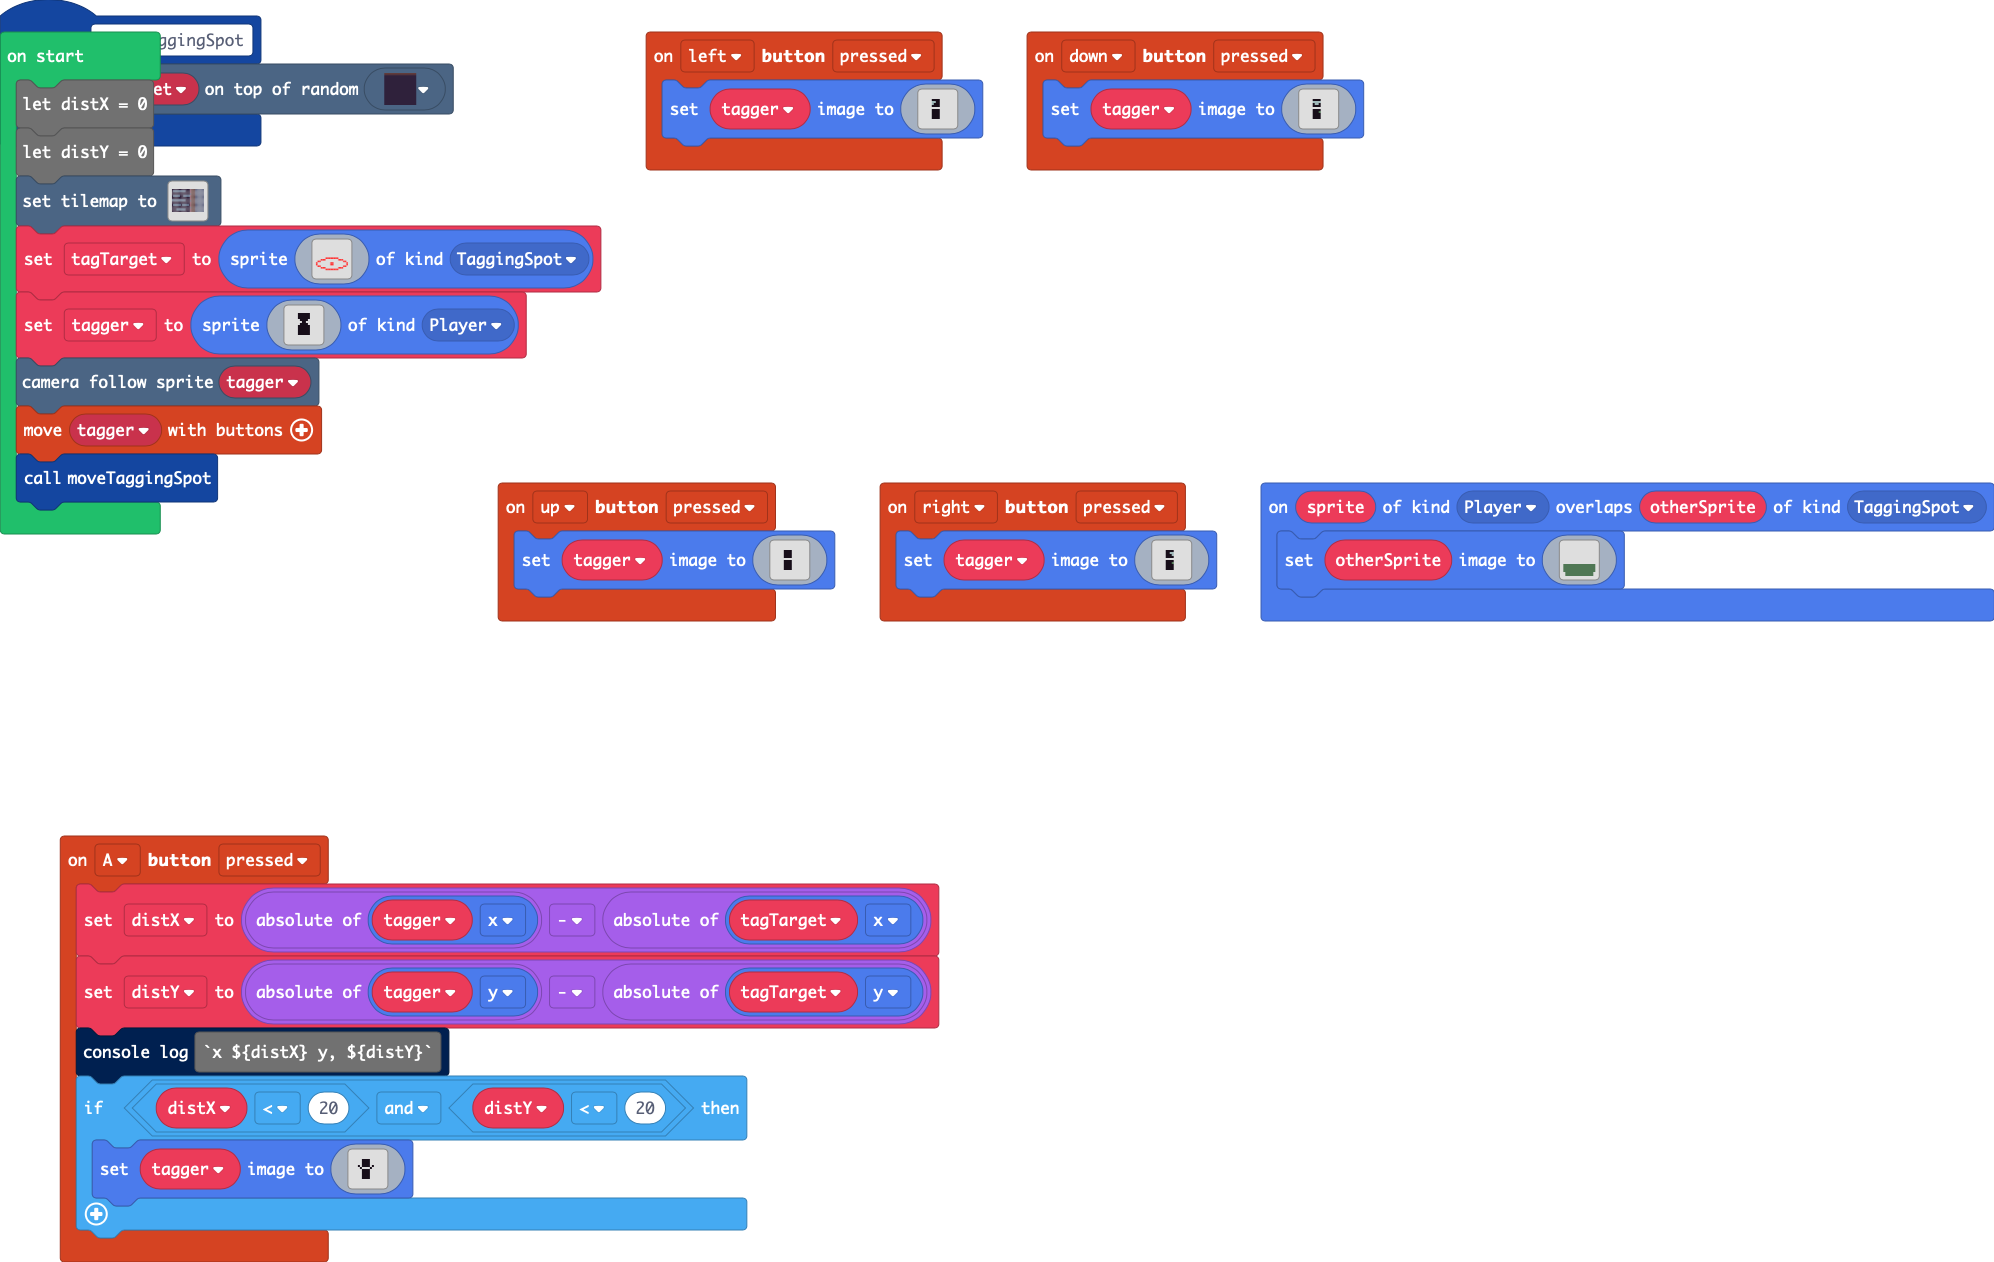 ggingSpot
on start
et on top of random
let distX = 0
let distY = 0
set tilemap to
set tagTarget to sprite of kind TaggingSpot
set tagger to sprite of kind Player
camera follow sprite tagger
move tagger with buttons
call moveTaggingSpot
on left button pressed
set tagger image to
on down button pressed
set tagger image to
on up button pressed
set tagger image to
on right button pressed
set tagger image to
on sprite of kind Player overlaps otherSprite of kind TaggingSpot
set otherSprite image to
on A button pressed
set distX to absolute of tagger x - absolute of tagTarget x
set distY to absolute of tagger y - absolute of tagTarget y
console log `x ${distX} y, ${distY}`
if distX < 20 and distY < 20 then
set tagger image to